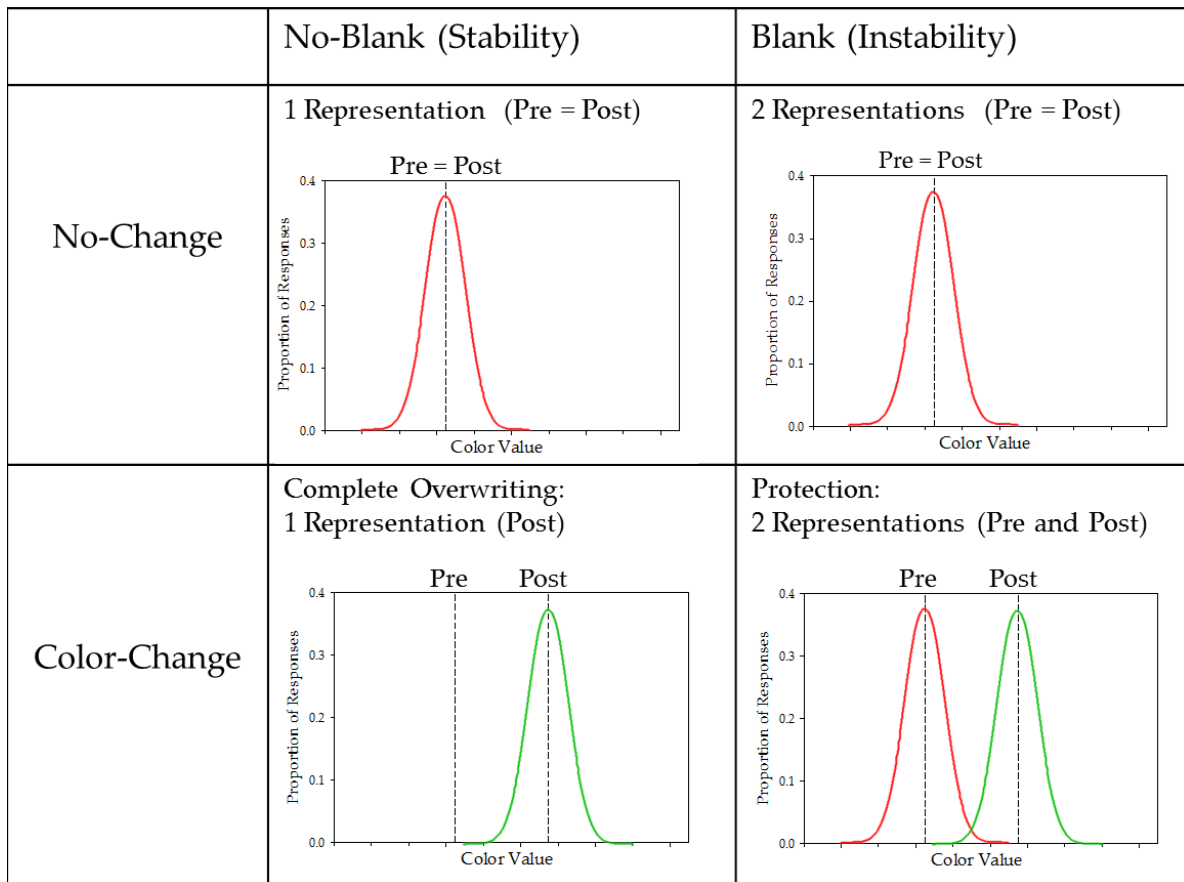 No-Blank (Stability)
Blank (Instability)
No-Change
1 Representation (Pre = Post)
Pre = Post
0.4
0.3
0.2
0.1
0.0
Proportion of Responses
Color Value
2 Representations (Pre = Post)
Pre = Post
0.4
0.3
0.2
0.1
0.0
Proportion of Responses
Color Value
Color-Change
Complete Overwriting:
1 Representation (Post)
Pre
Post
0.4
0.3
0.2
0.1
0.0
Proportion of Responses
Color Value
Protection:
2 Representations (Pre and Post)
Pre
Post
0.4
0.3
0.2
0.1
0.0
Proportion of Responses
Color Value